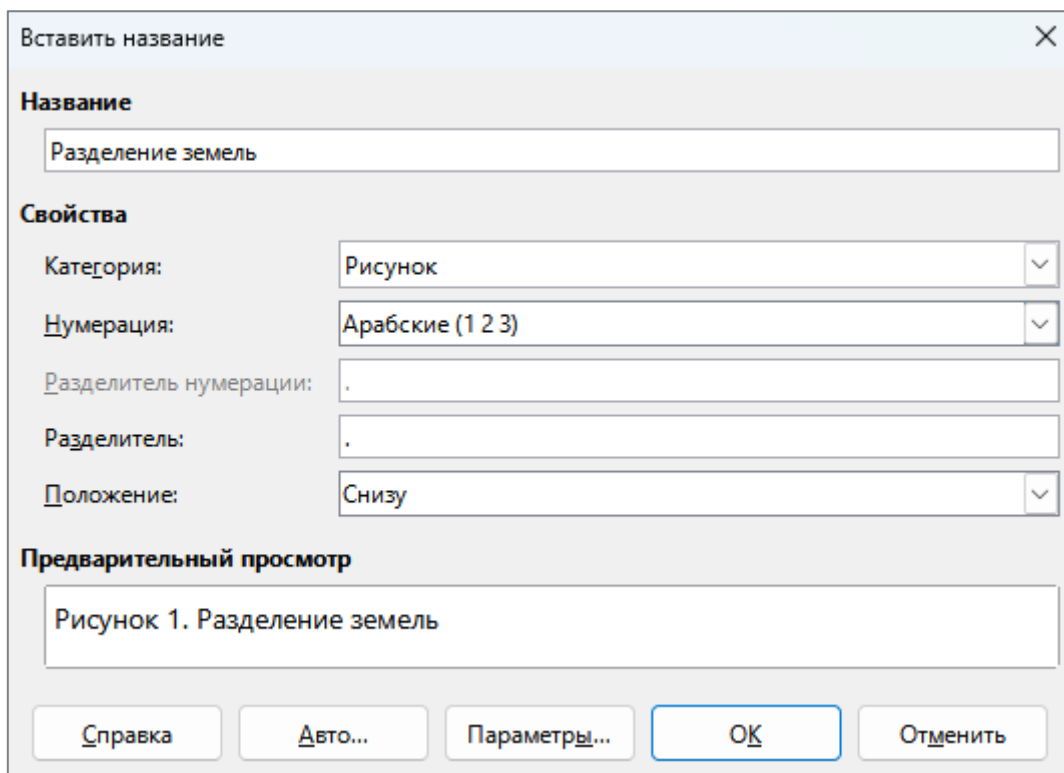 Вставить название
Название
Разделение земель
Свойства
Категория: Рисунок
Нумерация: Арабские (1 2 3)
Разделитель нумерации: .
Разделитель: .
Положение: Снизу
Предварительный просмотр
Рисунок 1. Разделение земель
Справка Авто... Параметры... OK Отменить